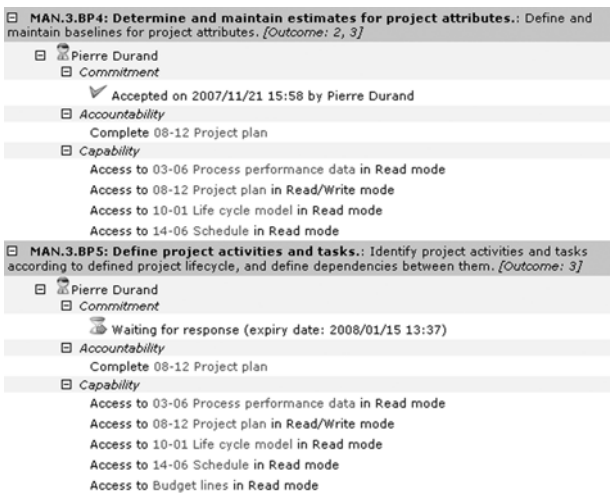 MAN.3.BP4: Determine and maintain estimates for project attributes.: Define and
maintain baselines for project attributes. [Outcome: 2, 3]
Pierre Durand
Commitment
Accepted on 2007/11/21 15:58 by Pierre Durand
Accountability
Complete 08-12 Project plan
Capability
Access to 03-06 Process performance data in Read mode
Access to 08-12 Project plan in Read/Write mode
Access to 10-01 Life cycle model in Read mode
Access to 14-06 Schedule in Read mode
MAN.3.BP5: Define project activities and tasks.: Identify project activities and tasks
according to defined project lifecycle, and define dependencies between them. [Outcome: 3]
Pierre Durand
Commitment
Waiting for response (expiry date: 2008/01/15 13:37)
Accountability
Complete 08-12 Project plan
Capability
Access to 03-06 Process performance data in Read mode
Access to 08-12 Project plan in Read/Write mode
Access to 10-01 Life cycle model in Read mode
Access to 14-06 Schedule in Read mode
Access to Budget lines in Read mode